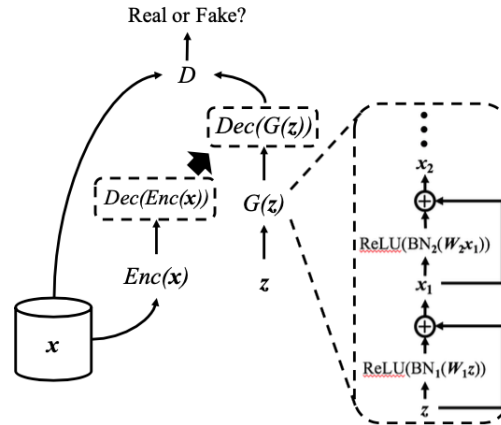 Real or Fake?
D
Dec(G(z))
Dec(Enc(x))
G(z)
Enc(x)
z
x
x₂
ReLU(BN₂(W₂x₁))
x₁
ReLU(BN₁(W₁z))
z